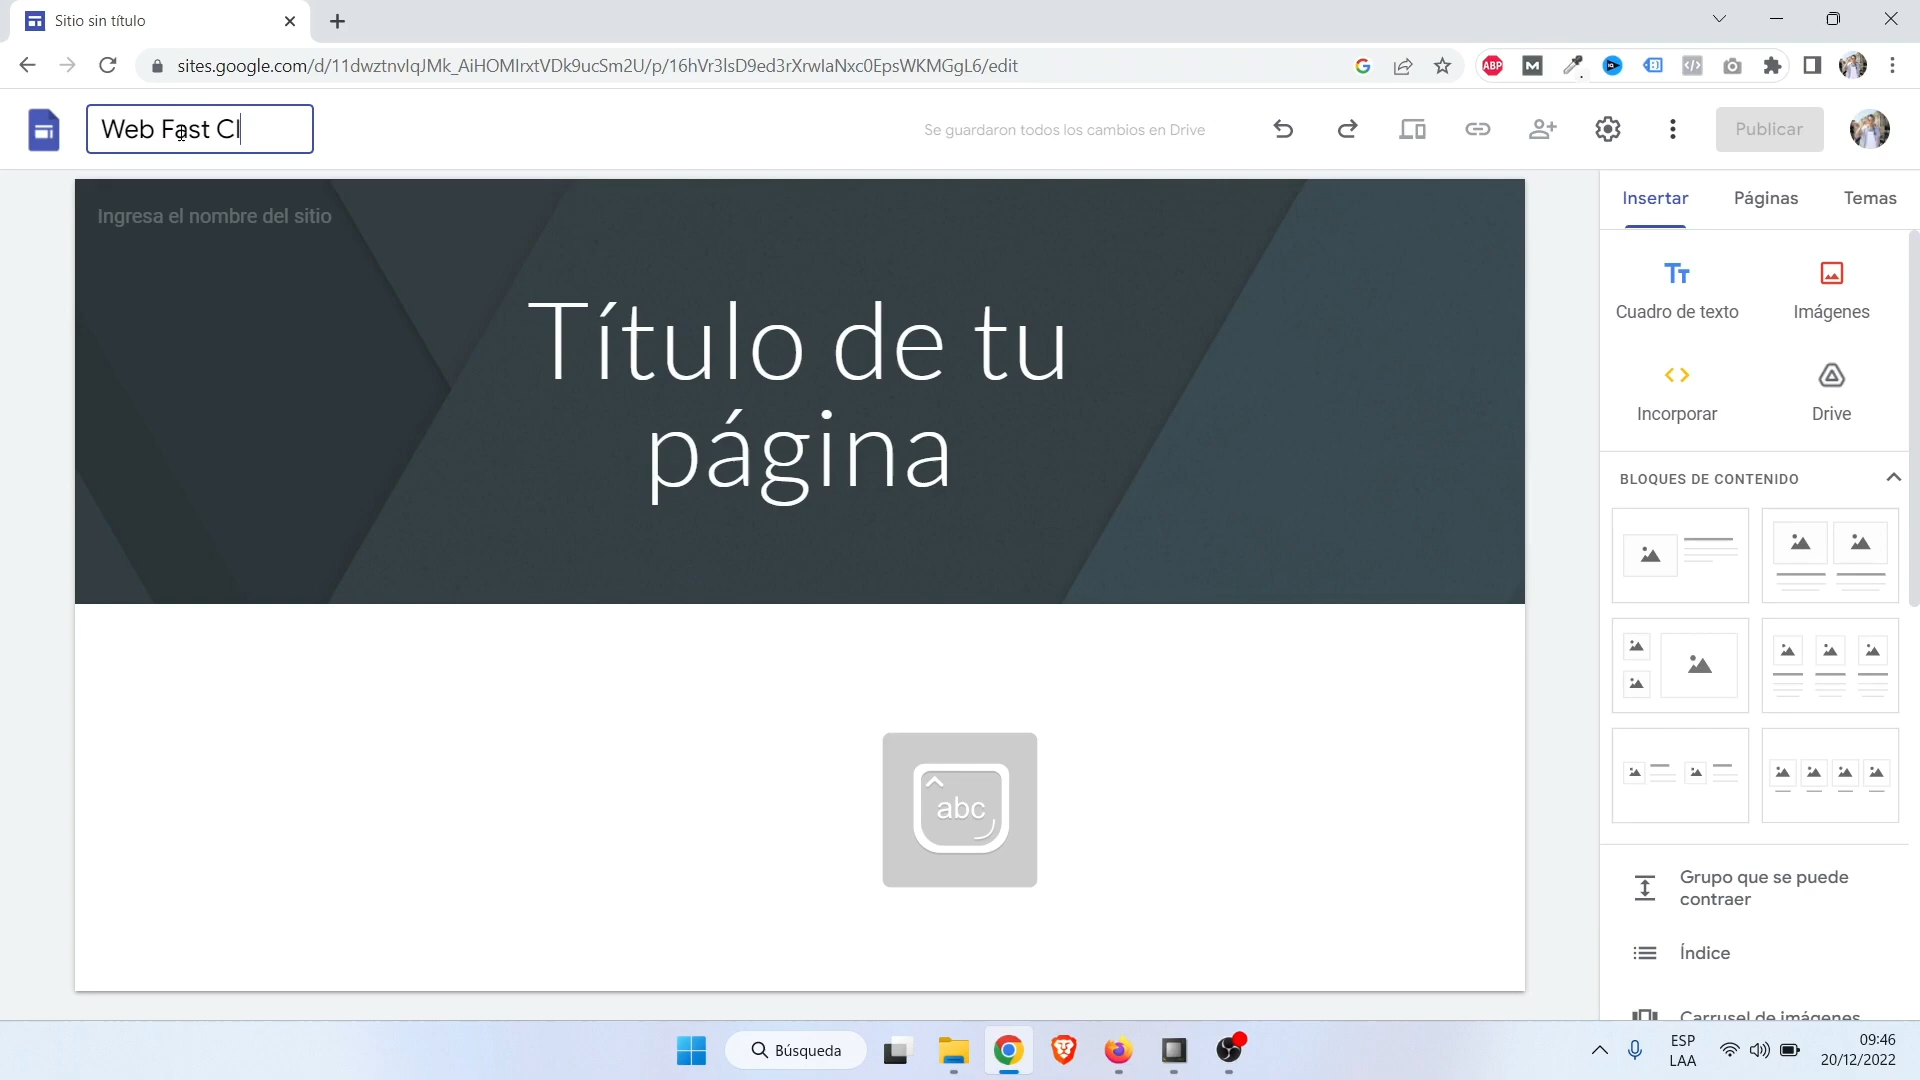 Sitio sin título
sites.google.com/d/11dwztnvlqJMk_AiHOMIrxtVDk9ucSm2U/p/16hVr3IsD9ed3rXrwIaNxc0EpsWKMGgL6/edit
ABP
Web Fast Cl
Se guardaron todos los cambios en Drive
Publicar
Ingresa el nombre del sitio
Título de tu
página
Insertar
Páginas
Temas
Cuadro de texto
Imágenes
Incorporar
Drive
BLOQUES DE CONTENIDO
abc
Grupo que se puede
contraer
Índice
Carrusel de imágenes
Búsqueda
ESP
LAA
09:46
20/12/2022